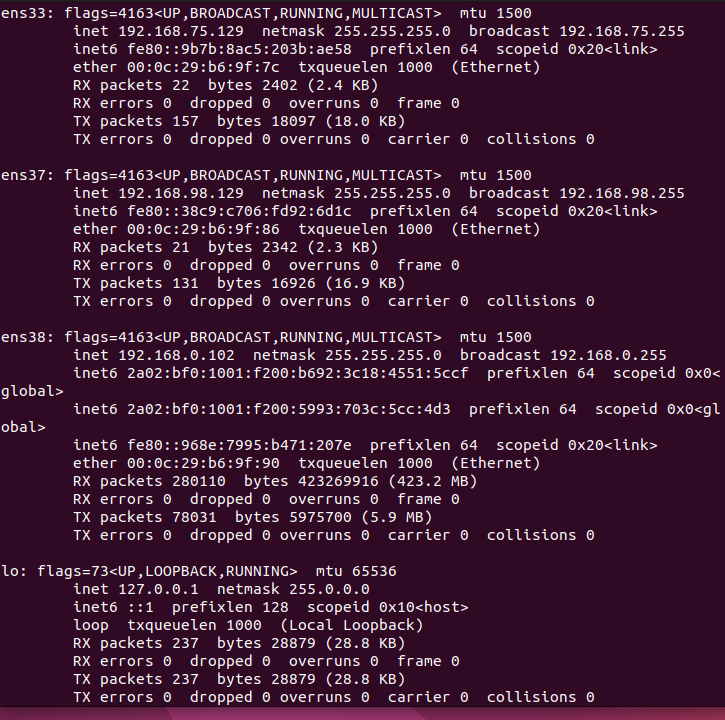 ens33: flags=4163<UP,BROADCAST,RUNNING,MULTICAST>  mtu 1500
        inet 192.168.75.129  netmask 255.255.255.0  broadcast 192.168.75.255
        inet6 fe80::9b7b:8ac5:203b:ae58  prefixlen 64  scopeid 0x20<link>
        ether 00:0c:29:b6:9f:7c  txqueuelen 1000  (Ethernet)
        RX packets 22  bytes 2402 (2.4 KB)
        RX errors 0  dropped 0  overruns 0  frame 0
        TX packets 157  bytes 18097 (18.0 KB)
        TX errors 0  dropped 0 overruns 0  carrier 0  collisions 0

ens37: flags=4163<UP,BROADCAST,RUNNING,MULTICAST>  mtu 1500
        inet 192.168.98.129  netmask 255.255.255.0  broadcast 192.168.98.255
        inet6 fe80::38c9:c706:fd92:6d1c  prefixlen 64  scopeid 0x20<link>
        ether 00:0c:29:b6:9f:86  txqueuelen 1000  (Ethernet)
        RX packets 21  bytes 2342 (2.3 KB)
        RX errors 0  dropped 0  overruns 0  frame 0
        TX packets 131  bytes 16926 (16.9 KB)
        TX errors 0  dropped 0 overruns 0  carrier 0  collisions 0

ens38: flags=4163<UP,BROADCAST,RUNNING,MULTICAST>  mtu 1500
        inet 192.168.0.102  netmask 255.255.255.0  broadcast 192.168.0.255
        inet6 2a02:bf0:1001:f200:b692:3c18:4551:5ccf  prefixlen 64  scopeid 0x0<
global>
        inet6 2a02:bf0:1001:f200:5993:703c:5cc:4d3  prefixlen 64  scopeid 0x0<gl
obal>
        inet6 fe80::968e:7995:b471:207e  prefixlen 64  scopeid 0x20<link>
        ether 00:0c:29:b6:9f:90  txqueuelen 1000  (Ethernet)
        RX packets 280110  bytes 423269916 (423.2 MB)
        RX errors 0  dropped 0  overruns 0  frame 0
        TX packets 78031  bytes 5975700 (5.9 MB)
        TX errors 0  dropped 0 overruns 0  carrier 0  collisions 0

lo: flags=73<UP,LOOPBACK,RUNNING>  mtu 65536
        inet 127.0.0.1  netmask 255.0.0.0
        inet6 ::1  prefixlen 128  scopeid 0x10<host>
        loop  txqueuelen 1000  (Local Loopback)
        RX packets 237  bytes 28879 (28.8 KB)
        RX errors 0  dropped 0  overruns 0  frame 0
        TX packets 237  bytes 28879 (28.8 KB)
        TX errors 0  dropped 0 overruns 0  carrier 0  collisions 0